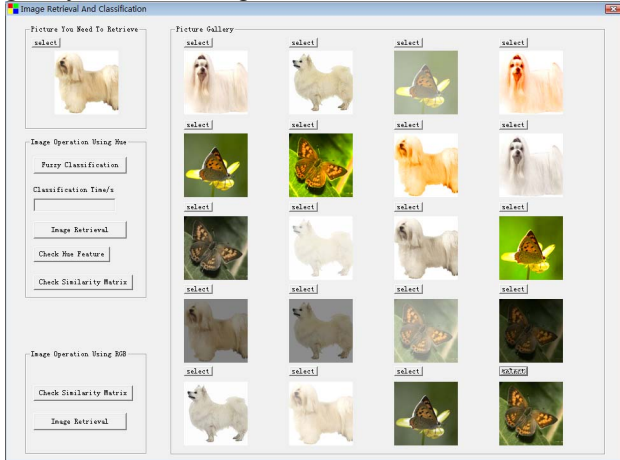 Image Retrieval And Classification
Picture You Need To Retrieve
select
Image Operation Using Hue
Fuzzy Classification
Classification Time/s
Image Retrieval
Check Hue Feature
Check Similarity Matrix
Image Operation Using RGB
Check Similarity Matrix
Image Retrieval
Picture Gallery
select select select select
select select select select
select select select select
select select select select
select select select select